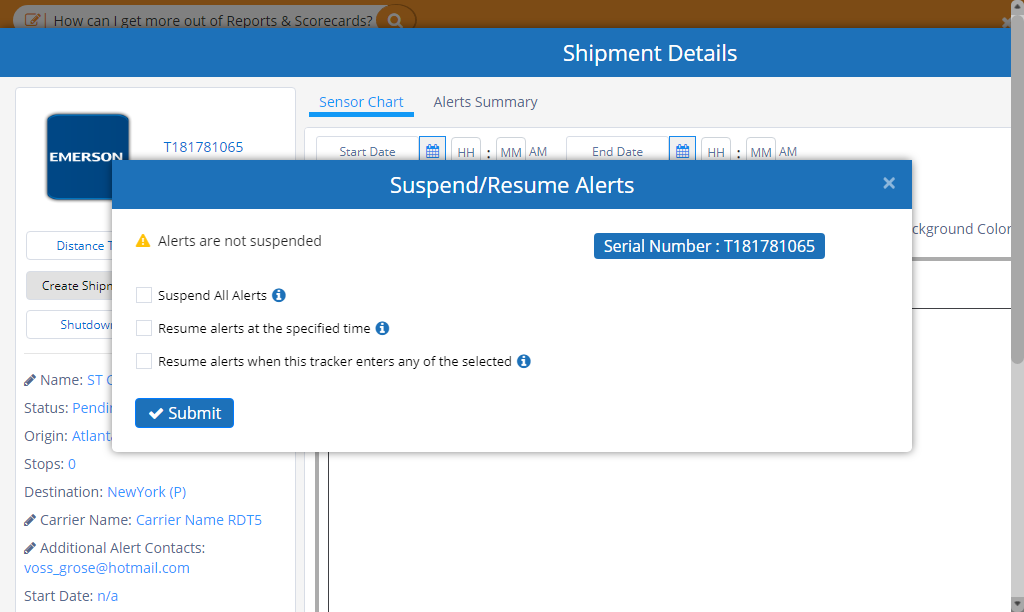 How can I get more out of Reports & Scorecards?
Shipment Details
Sensor Chart
Alerts Summary
EMERSON
T181781065
Start Date
HH : MM AM
End Date
HH : MM AM
Suspend/Resume Alerts
×
Alerts are not suspended
Serial Number : T181781065
Suspend All Alerts
Resume alerts at the specified time
Resume alerts when this tracker enters any of the selected
Submit
ckground Color
Distance T
Create Shipm
Shutdow
Name: ST
Status: Pendi
Origin: Atlant
Stops: 0
Destination: NewYork (P)
Carrier Name: Carrier Name RDT5
Additional Alert Contacts:
voss_grose@hotmail.com
Start Date: n/a